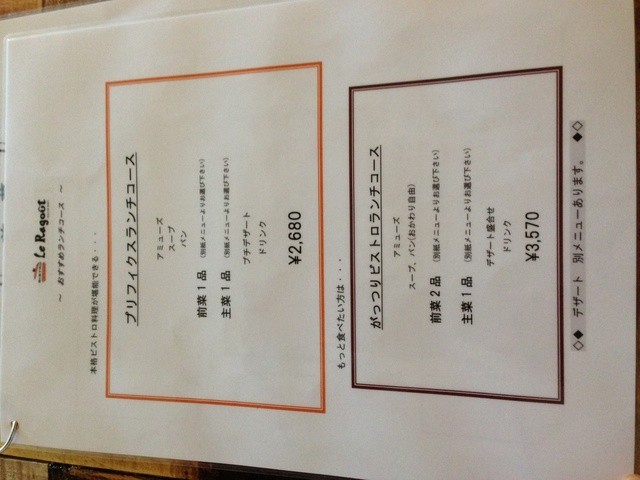 Le Ragoût
～ おすすめランチコース ～
本格ビストロ料理が堪能できる・・・
プリフィクスランチコース
アミューズ
スープ
パン
前菜１品 （別紙メニューよりお選び下さい）
主菜１品 （別紙メニューよりお選び下さい）
プチデザート
ドリンク
¥2,680
もっと食べたい方は・・・
がっつりビストロランチコース
アミューズ
スープ、パン(おかわり自由)
前菜２品 （別紙メニューよりお選び下さい）
主菜１品 （別紙メニューよりお選び下さい）
デザート盛合せ
ドリンク
¥3,570
◇◆ デザート 別メニューあります。 ◆◇